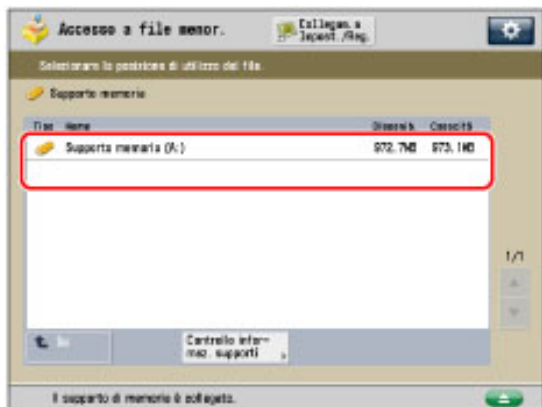 Accesso a file memor.
Collegam. a
Impost./Reg.
Selezionare la posizione di utilizzo del file.
Supporto memoria
Tipo Nome Disponib. Capacità
Supporto memoria (A:) 972.7MB 973.1MB
1/1
Controllo infor-
maz. supporti
Il supporto di memoria è collegato.